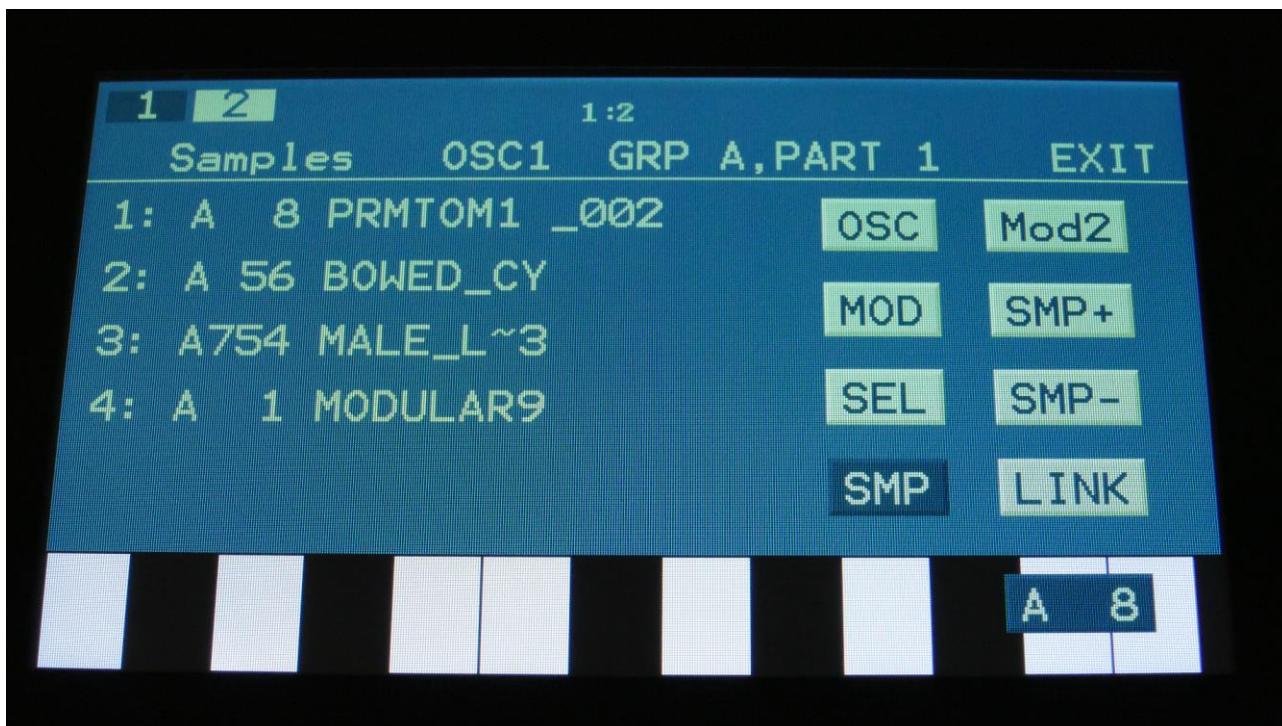 1 2 1:2
Samples OSC1 GRP A,PART 1 EXIT
1: A 8 PRMTOM1 _002 OSC Mod2
2: A 56 BOWED_CY
3: A754 MALE_L~3 MOD SMP+
4: A 1 MODULAR9 SEL SMP-
SMP LINK
A 8